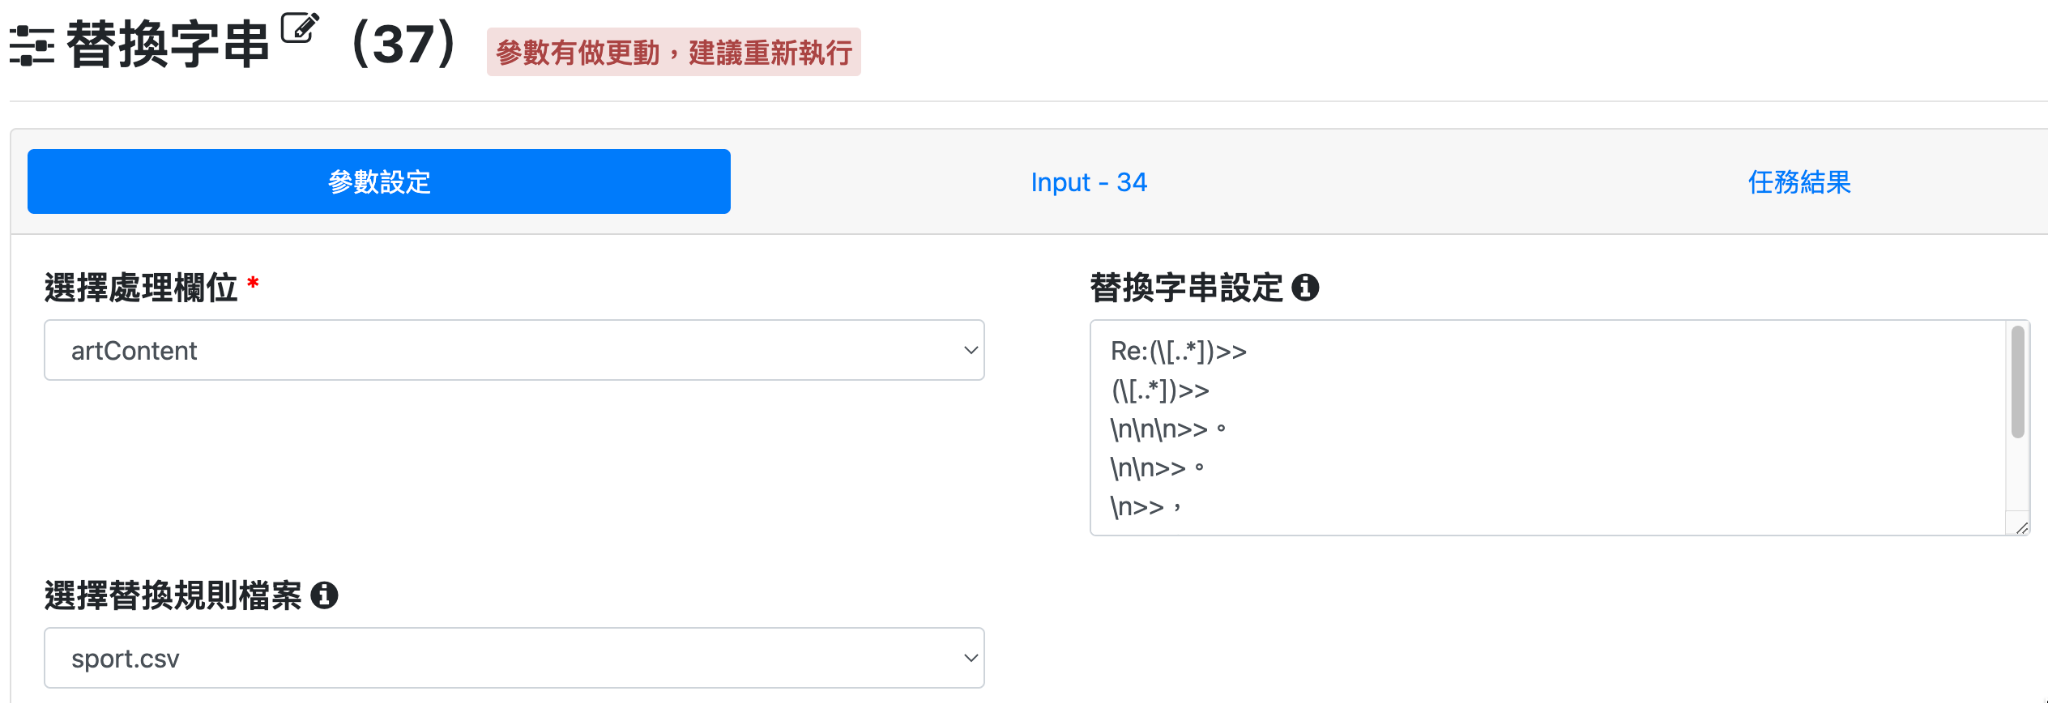 替換字串 (37) 參數有做更動，建議重新執行
參數設定 Input - 34 任務結果
選擇處理欄位 *
artContent
替換字串設定
Re:(\[..*])>>
(\[..*])>>
\n\n\n>>。
\n\n>>。
\n>>，
選擇替換規則檔案
sport.csv